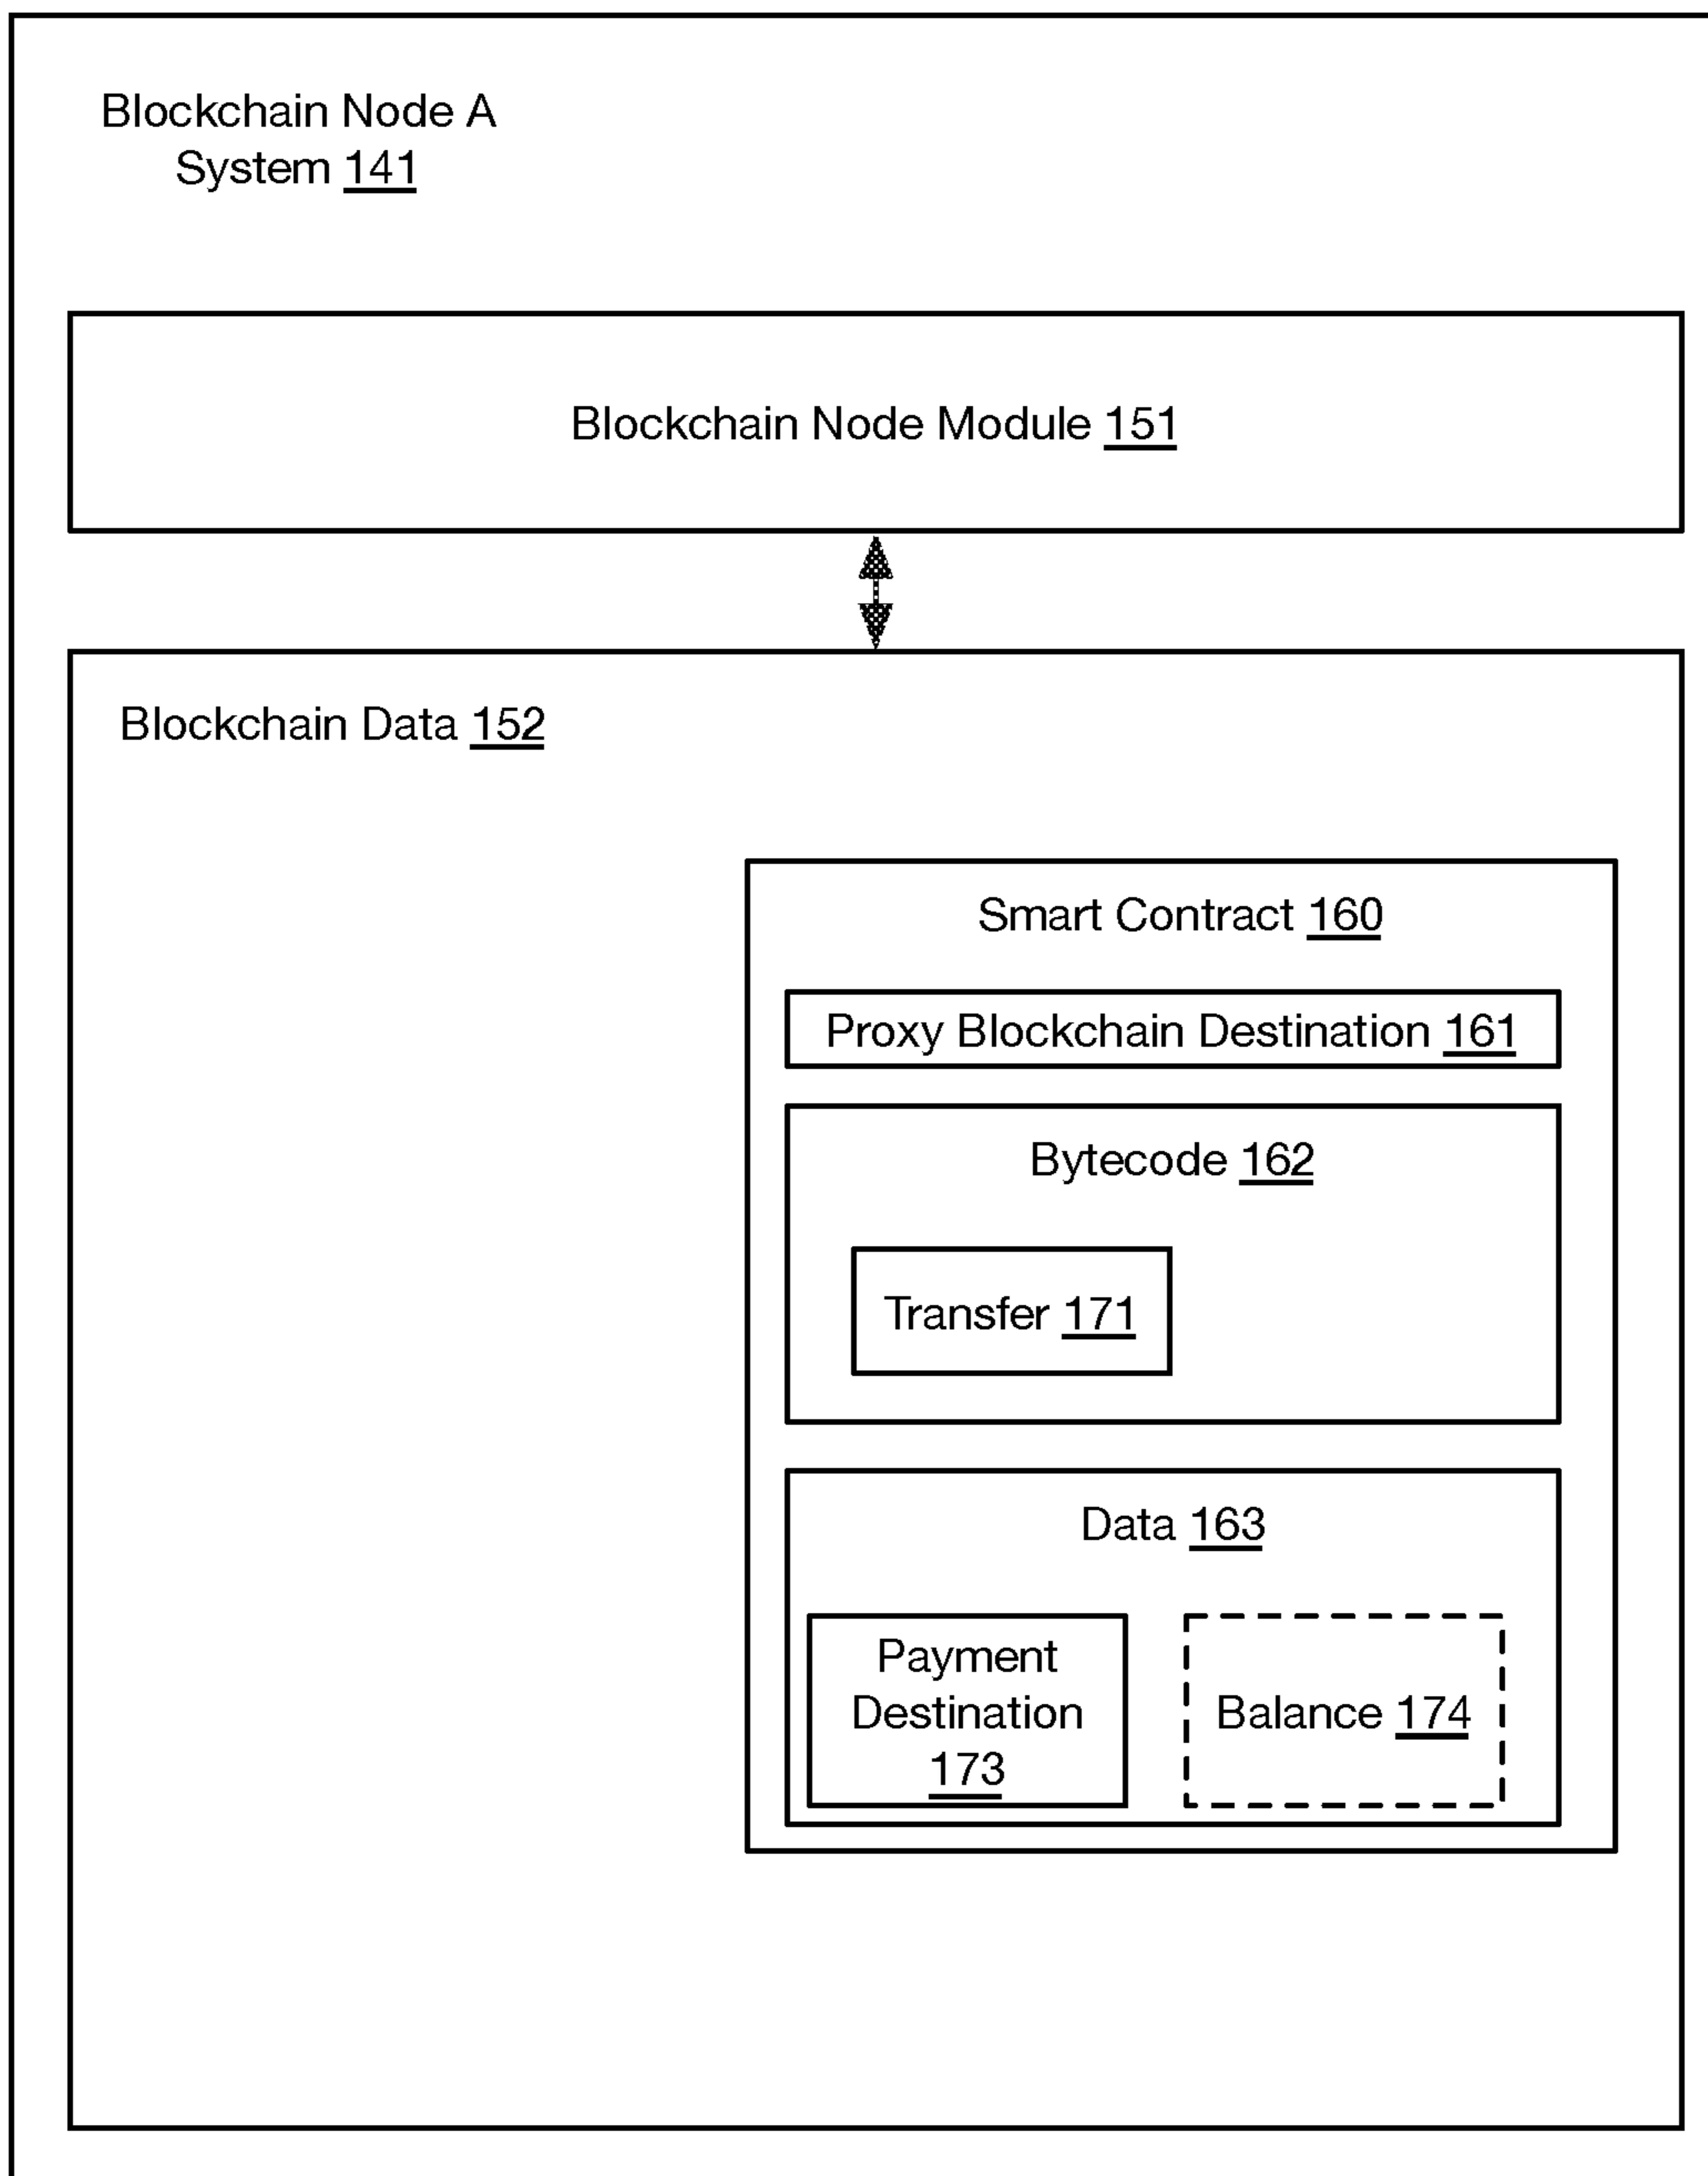 Blockchain Node A
System 141
Blockchain Node Module 151
Blockchain Data 152
Smart Contract 160
Proxy Blockchain Destination 161
Bytecode 162
Transfer 171
Data 163
Payment
Destination
173
Balance 174